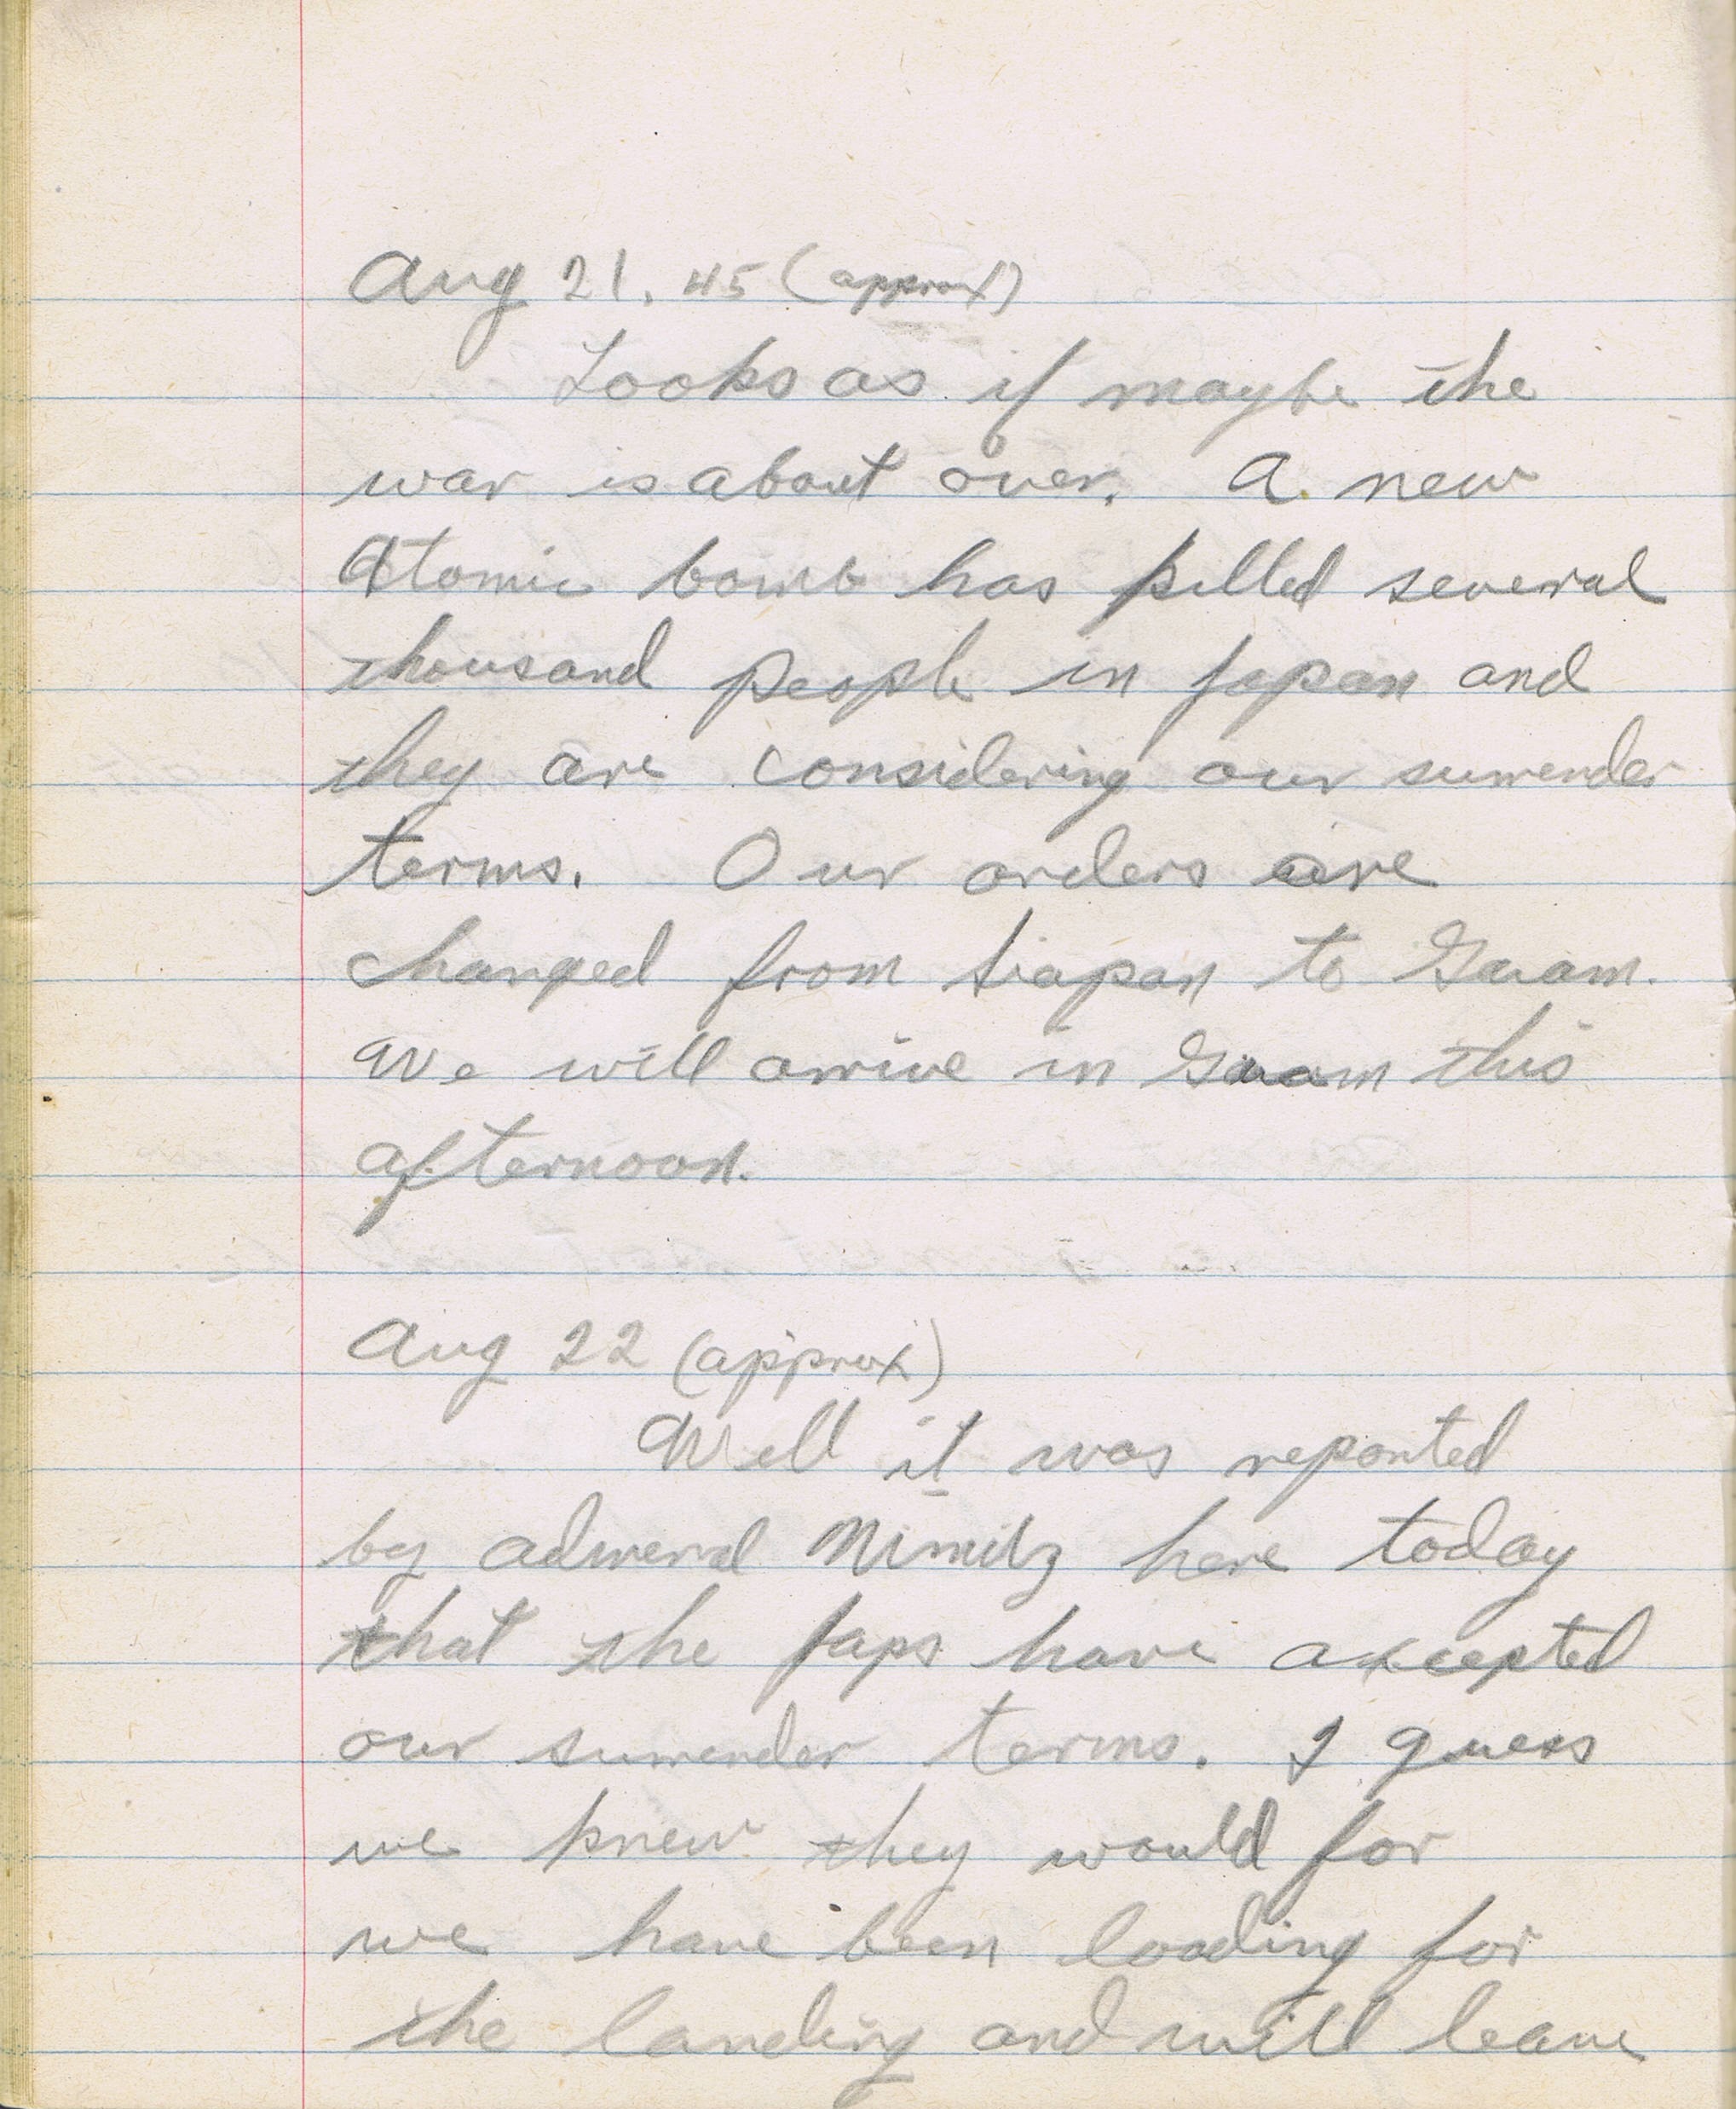 Aug 21. 45 (approx)
Looks as if maybe the
war is about over. A new
Atomic bomb has killed several
thousand people in Japan and
they are considering our surrender
terms. Our orders are
changed from Siapan to Guam.
We will arrive in Guam this
afternoon.
Aug 22 (approx)
Well it was reported
by admeral Nimitz here today
that the Japs have axcepted
our surrender terms. I guess
we knew they would for
we have been loading for
the landing and will leave